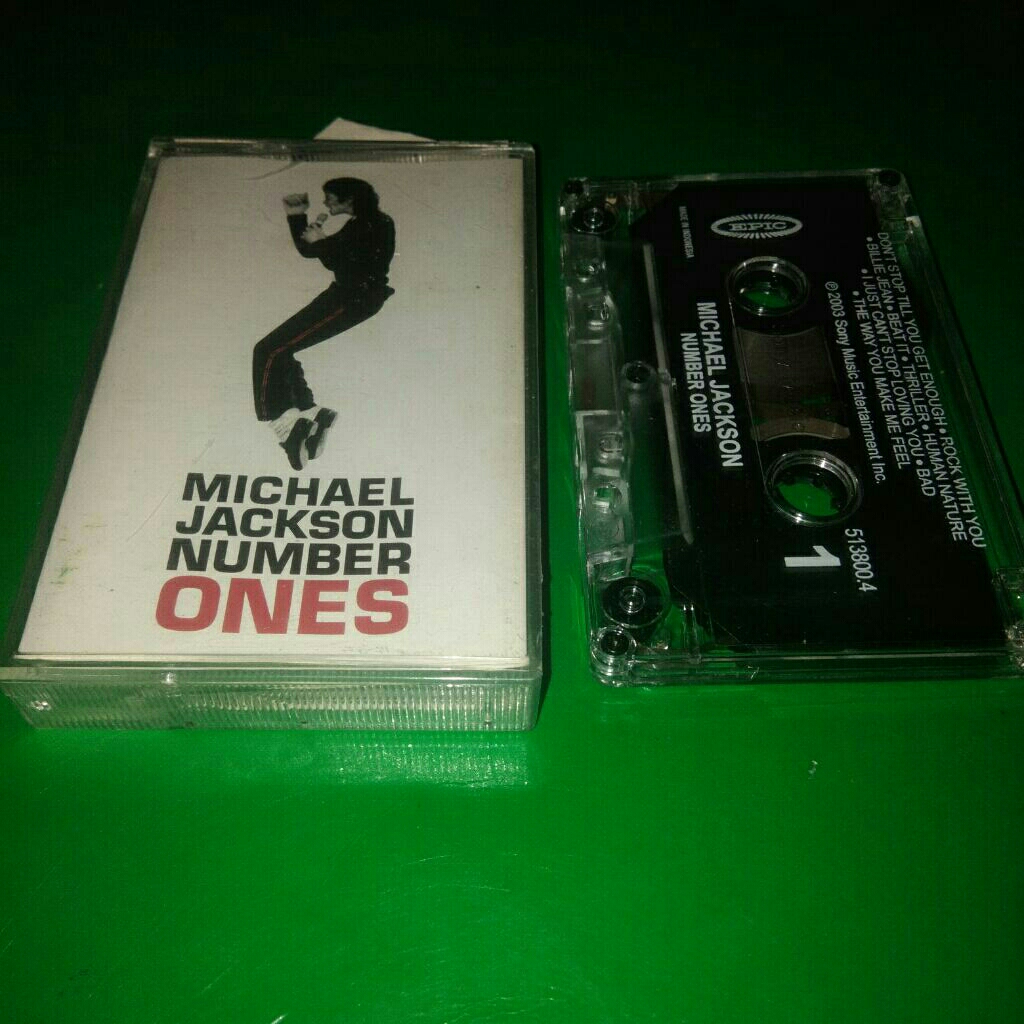 MICHAEL
JACKSON
NUMBER
ONES
EPIC
MADE IN INDONESIA
MICHAEL JACKSON
NUMBER ONES
1
513800.4
℗ 2003 Sony Music Entertainment Inc.
DON'T STOP TILL YOU GET ENOUGH • ROCK WITH YOU
• BILLIE JEAN • BEAT IT • THRILLER • HUMAN NATURE
• I JUST CAN'T STOP LOVING YOU • BAD
• THE WAY YOU MAKE ME FEEL